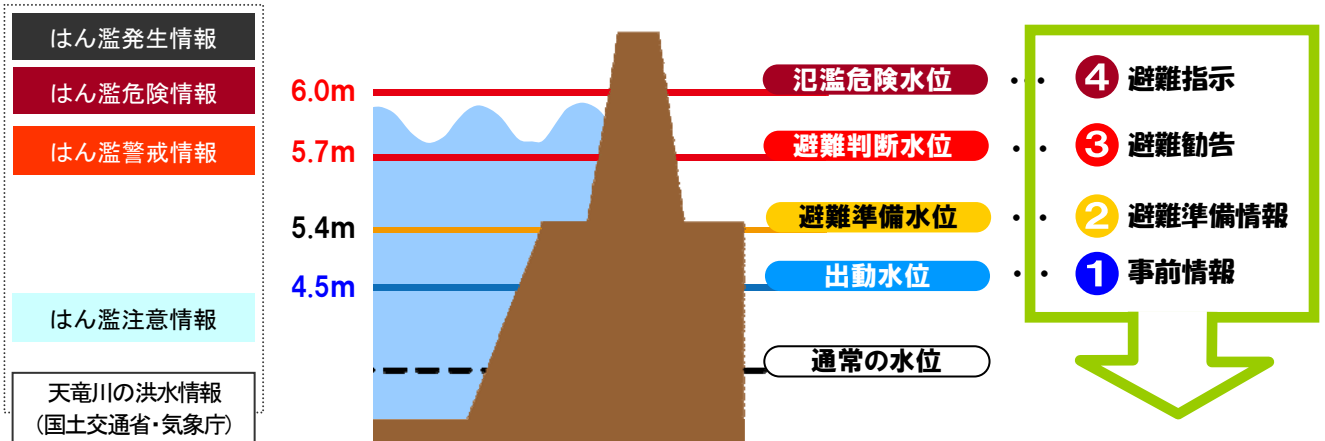 はん濫発生情報
はん濫危険情報
はん濫警戒情報
はん濫注意情報
天竜川の洪水情報
(国土交通省・気象庁)
6.0m
5.7m
5.4m
4.5m
氾濫危険水位
避難判断水位
避難準備水位
出動水位
通常の水位
・・ 4 避難指示
・・ 3 避難勧告
・・ 2 避難準備情報
・・ 1 事前情報